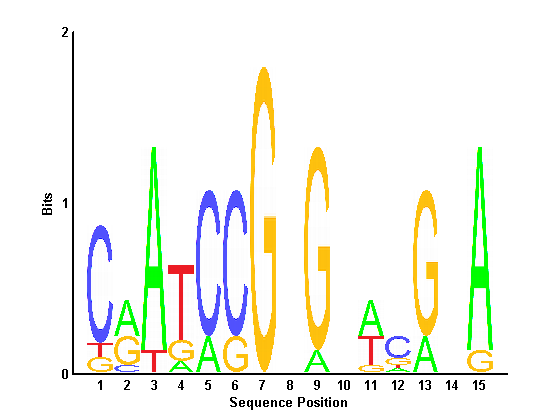 2
Bits
1
0
C A A T C C G G A C G A
T G T G A G A T G A G
G C A G T
1 2 3 4 5 6 7 8 9 10 11 12 13 14 15
Sequence Position